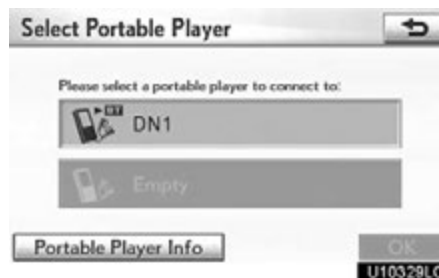 Select Portable Player
Please select a portable player to connect to:
BT
DN1
Empty
Portable Player Info
OK
U10329LC